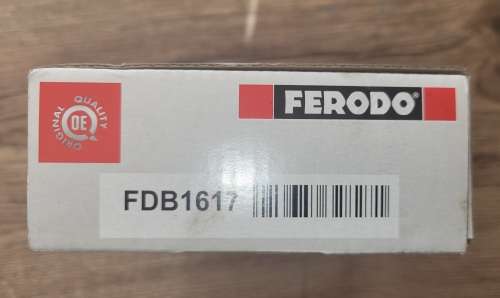 ORIGINAL QUALITY
OE
FERODO®
FDB1617